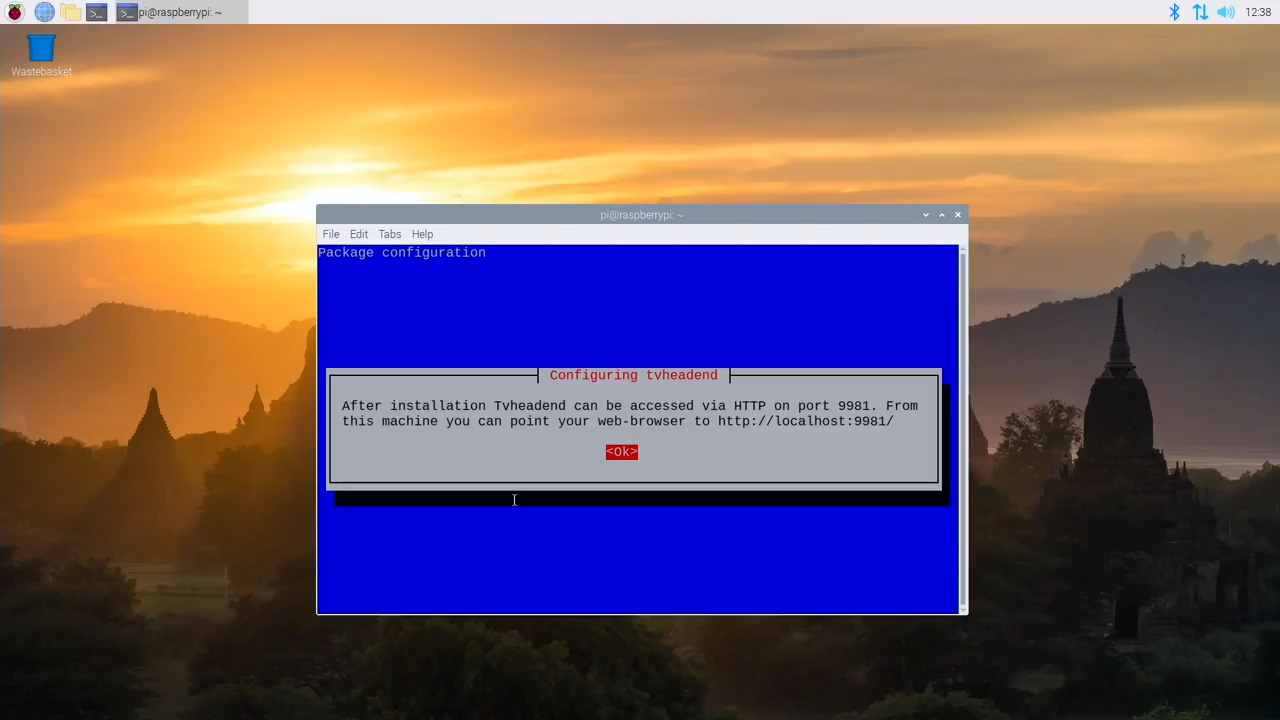 pi@raspberrypi: ~
12:38
Wastebasket
pi@raspberrypi: ~
File Edit Tabs Help
Package configuration
Configuring tvheadend
After installation Tvheadend can be accessed via HTTP on port 9981. From
this machine you can point your web-browser to http://localhost:9981/
<Ok>